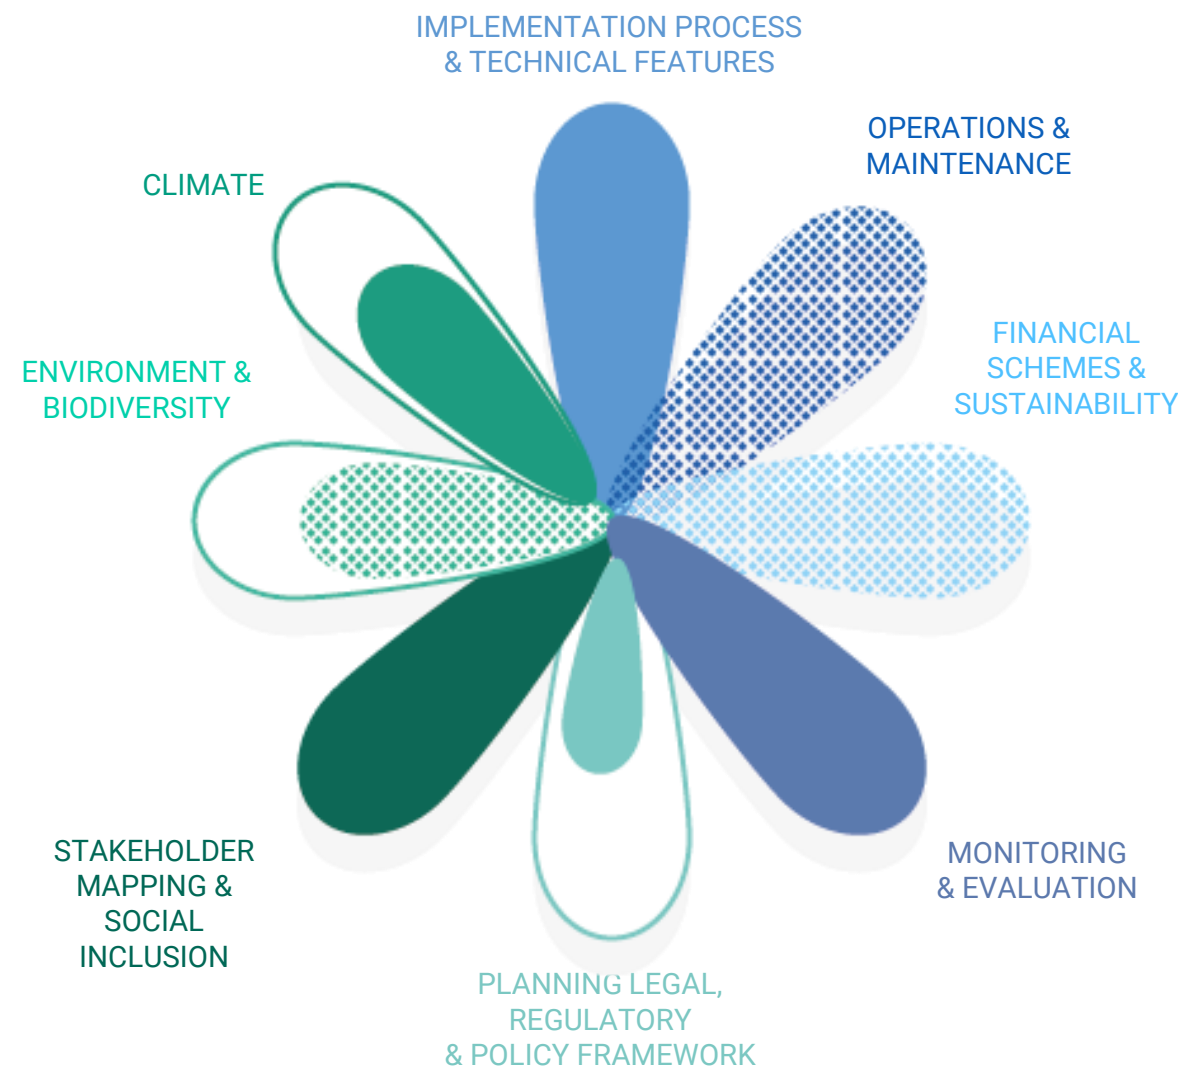 IMPLEMENTATION PROCESS
& TECHNICAL FEATURES
OPERATIONS &
MAINTENANCE
CLIMATE
FINANCIAL
SCHEMES &
SUSTAINABILITY
ENVIRONMENT &
BIODIVERSITY
STAKEHOLDER
MAPPING &
SOCIAL
INCLUSION
MONITORING
& EVALUATION
PLANNING LEGAL,
REGULATORY
& POLICY FRAMEWORK